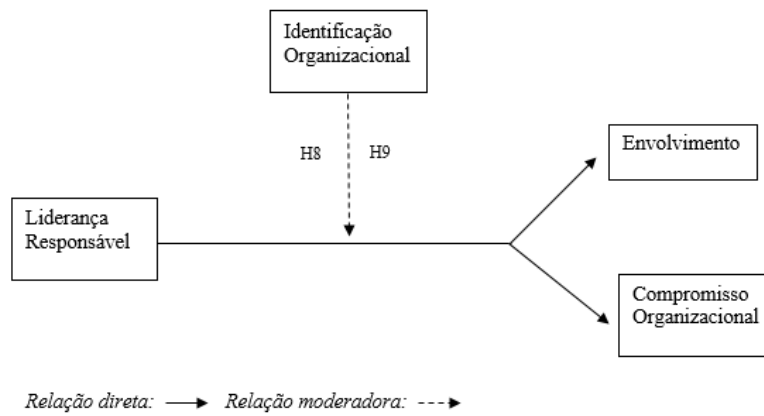 Identificação
Organizacional
H8
H9
Envolvimento
Liderança
Responsável
Compromisso
Organizacional
Relação direta:
Relação moderadora: